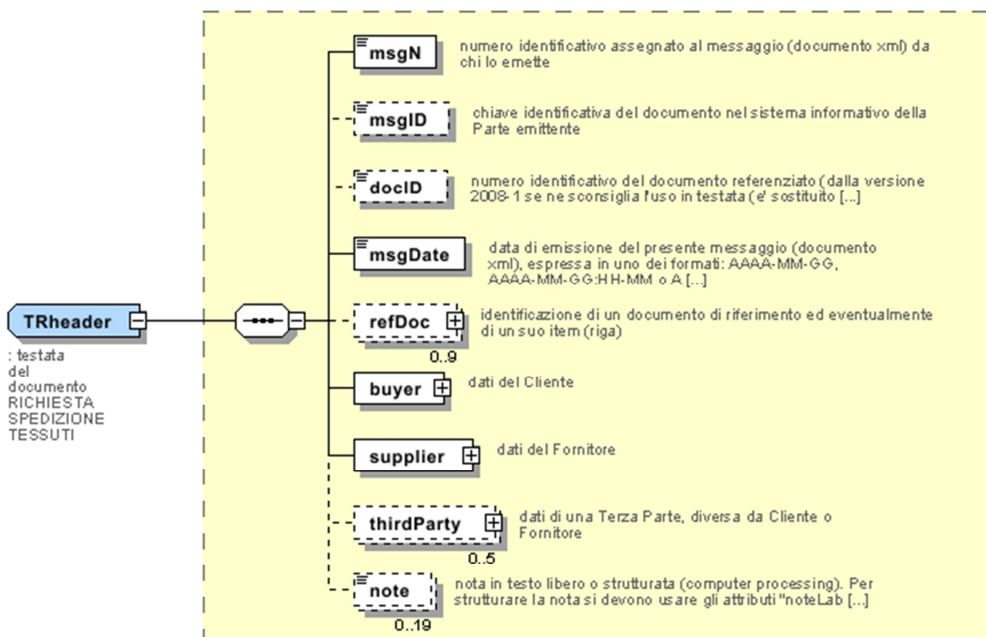 msgN
numero identificativo assegnato al messaggio (documento xml) da
chi lo emette
msgID
chiave identificativa del documento nel sistema informativo della
Parte emittente
docID
numero identificativo del documento referenziato (dalla versione
2008-1 se ne sconsiglia l'uso in testata (e' sostituito [...]
msgDate
data di emissione del presente messaggio (documento
xml), espressa in uno dei formati: AAAA-MM-GG,
AAAA-MM-GG:HH-MM o A [...]
TRheader
: testata
del
documento
RICHIESTA
SPEDIZIONE
TESSUTI
refDoc
0..9
identificazione di un documento di riferimento ed eventualmente
di un suo item (riga)
buyer
dati del Cliente
supplier
dati del Fornitore
thirdParty
0..5
dati di una Terza Parte, diversa da Cliente o
Fornitore
note
0..19
nota in testo libero o strutturata (computer processing). Per
strutturare la nota si devono usare gli attributi "noteLab [...]